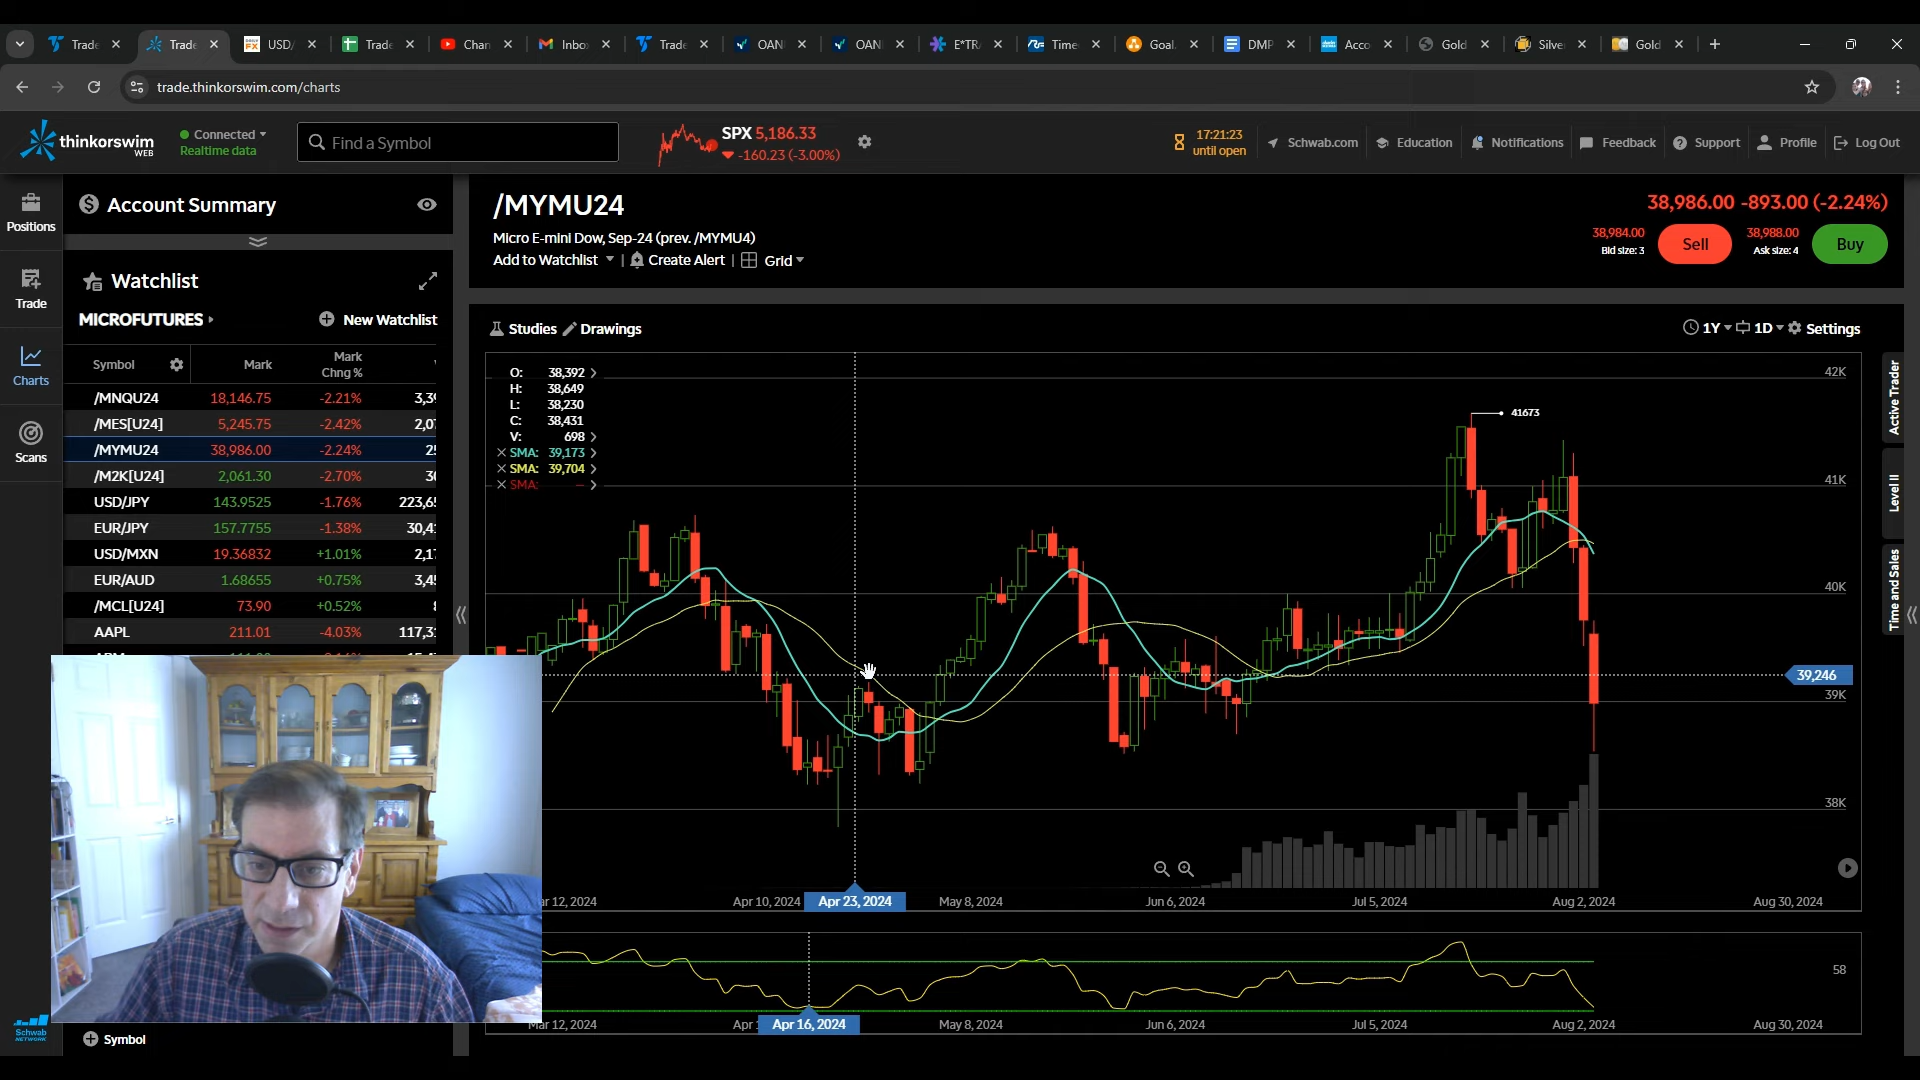 Trade
Trade
USD/
Trade
Chan
Inbo
Trade
OAN
OAN
E*TR
Time
Goal
DMP
Acco
Gold
Silve
Gold
trade.thinkorswim.com/charts
thinkorswim
WEB
Connected
Realtime data
Find a Symbol
SPX 5,186.33
-160.23 (-3.00%)
17:21:23
until open
Schwab.com
Education
Notifications
Feedback
Support
Profile
Log Out
Positions
Trade
Charts
Scans
Account Summary
Watchlist
MICROFUTURES
New Watchlist
Symbol Mark Mark Chng %
/MNQU24 18,146.75 -2.21% 3,39
/MES[U24] 5,245.75 -2.42% 2,07
/MYMU24 38,986.00 -2.24% 25
/M2K[U24] 2,061.30 -2.70% 30
USD/JPY 143.9525 -1.76% 223,65
EUR/JPY 157.7755 -1.38% 30,41
USD/MXN 19.36832 +1.01% 2,17
EUR/AUD 1.68655 +0.75% 3,45
/MCL[U24] 73.90 +0.52%
AAPL 211.01 -4.03% 117,31
Symbol
Schwab
NETWORK
/MYMU24
Micro E-mini Dow, Sep-24 (prev. /MYMU4)
Add to Watchlist | Create Alert | Grid
38,986.00 -893.00 (-2.24%)
38,984.00
Bid size: 3
Sell
38,988.00
Ask size: 4
Buy
Studies Drawings
1Y 1D Settings
O: 38,392
H: 38,649
L: 38,230
C: 38,431
V: 698
SMA: 39,173
SMA: 39,704
SMA: –
41673
42K
41K
40K
39,246
39K
38K
Active Trader
Level II
Time and Sales
ar 12, 2024
Apr 10, 2024
Apr 23, 2024
May 8, 2024
Jun 6, 2024
Jul 5, 2024
Aug 2, 2024
Aug 30, 2024
58
Mar 12, 2024
Apr
Apr 16, 2024
May 8, 2024
Jun 6, 2024
Jul 5, 2024
Aug 2, 2024
Aug 30, 2024